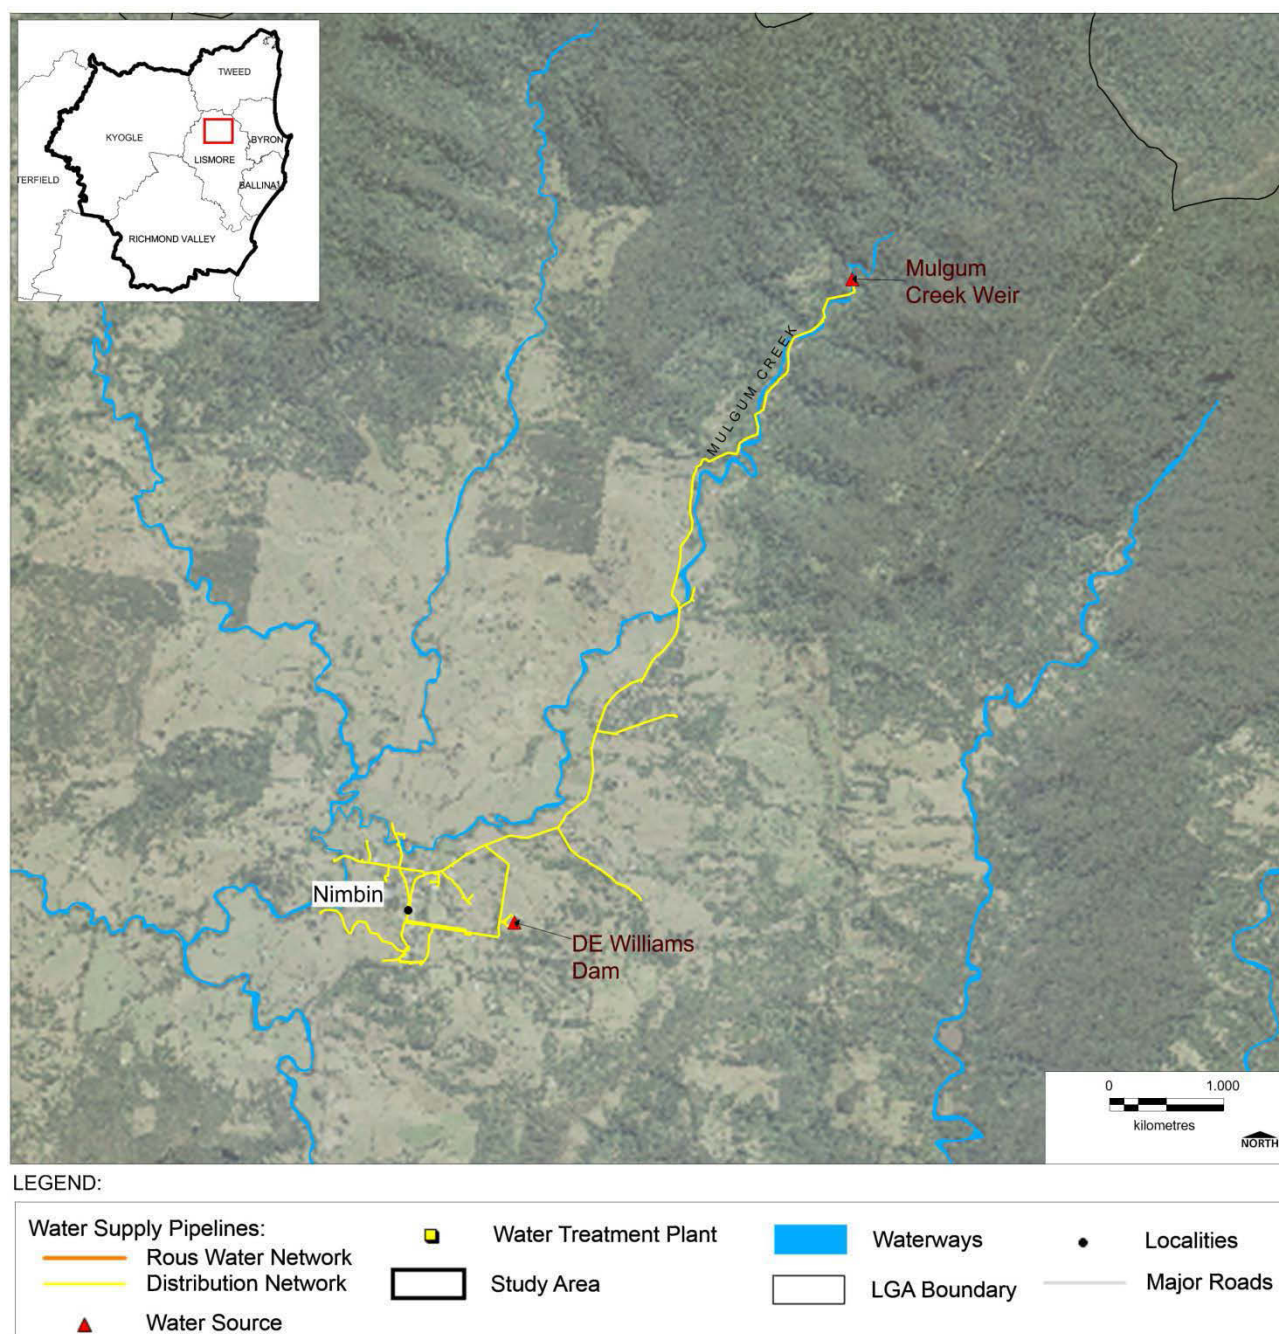 TWEED
KYOGLE
BYRON
LISMORE
TERFIELD
BALLINA
RICHMOND VALLEY
Mulgum
Creek Weir
MULGUM CREEK
Nimbin
DE Williams
Dam
0 1.000
kilometres
NORTH
LEGEND:
Water Supply Pipelines:
Rous Water Network
Distribution Network
Water Source
Water Treatment Plant
Study Area
Waterways
LGA Boundary
Localities
Major Roads